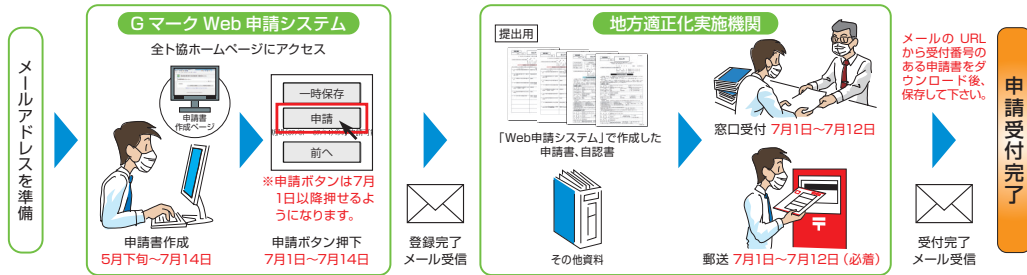 メールアドレスを準備
Gマーク Web 申請システム
全ト協ホームページにアクセス
申請書
作成ページ
一時保存
申請
前へ
※申請ボタンは7月
1日以降押せるよ
うになります。
申請書作成
5月下旬〜7月14日
申請ボタン押下
7月1日〜7月14日
登録完了
メール受信
地方適正化実施機関
提出用
「Web申請システム」で作成した
申請書、自認書
その他資料
窓口受付 7月1日〜7月12日
郵送 7月1日〜7月12日（必着）
メールの URL
から受付番号の
ある申請書をダ
ウンロード後、
保存して下さい。
受付完了
メール受信
申請受付完了